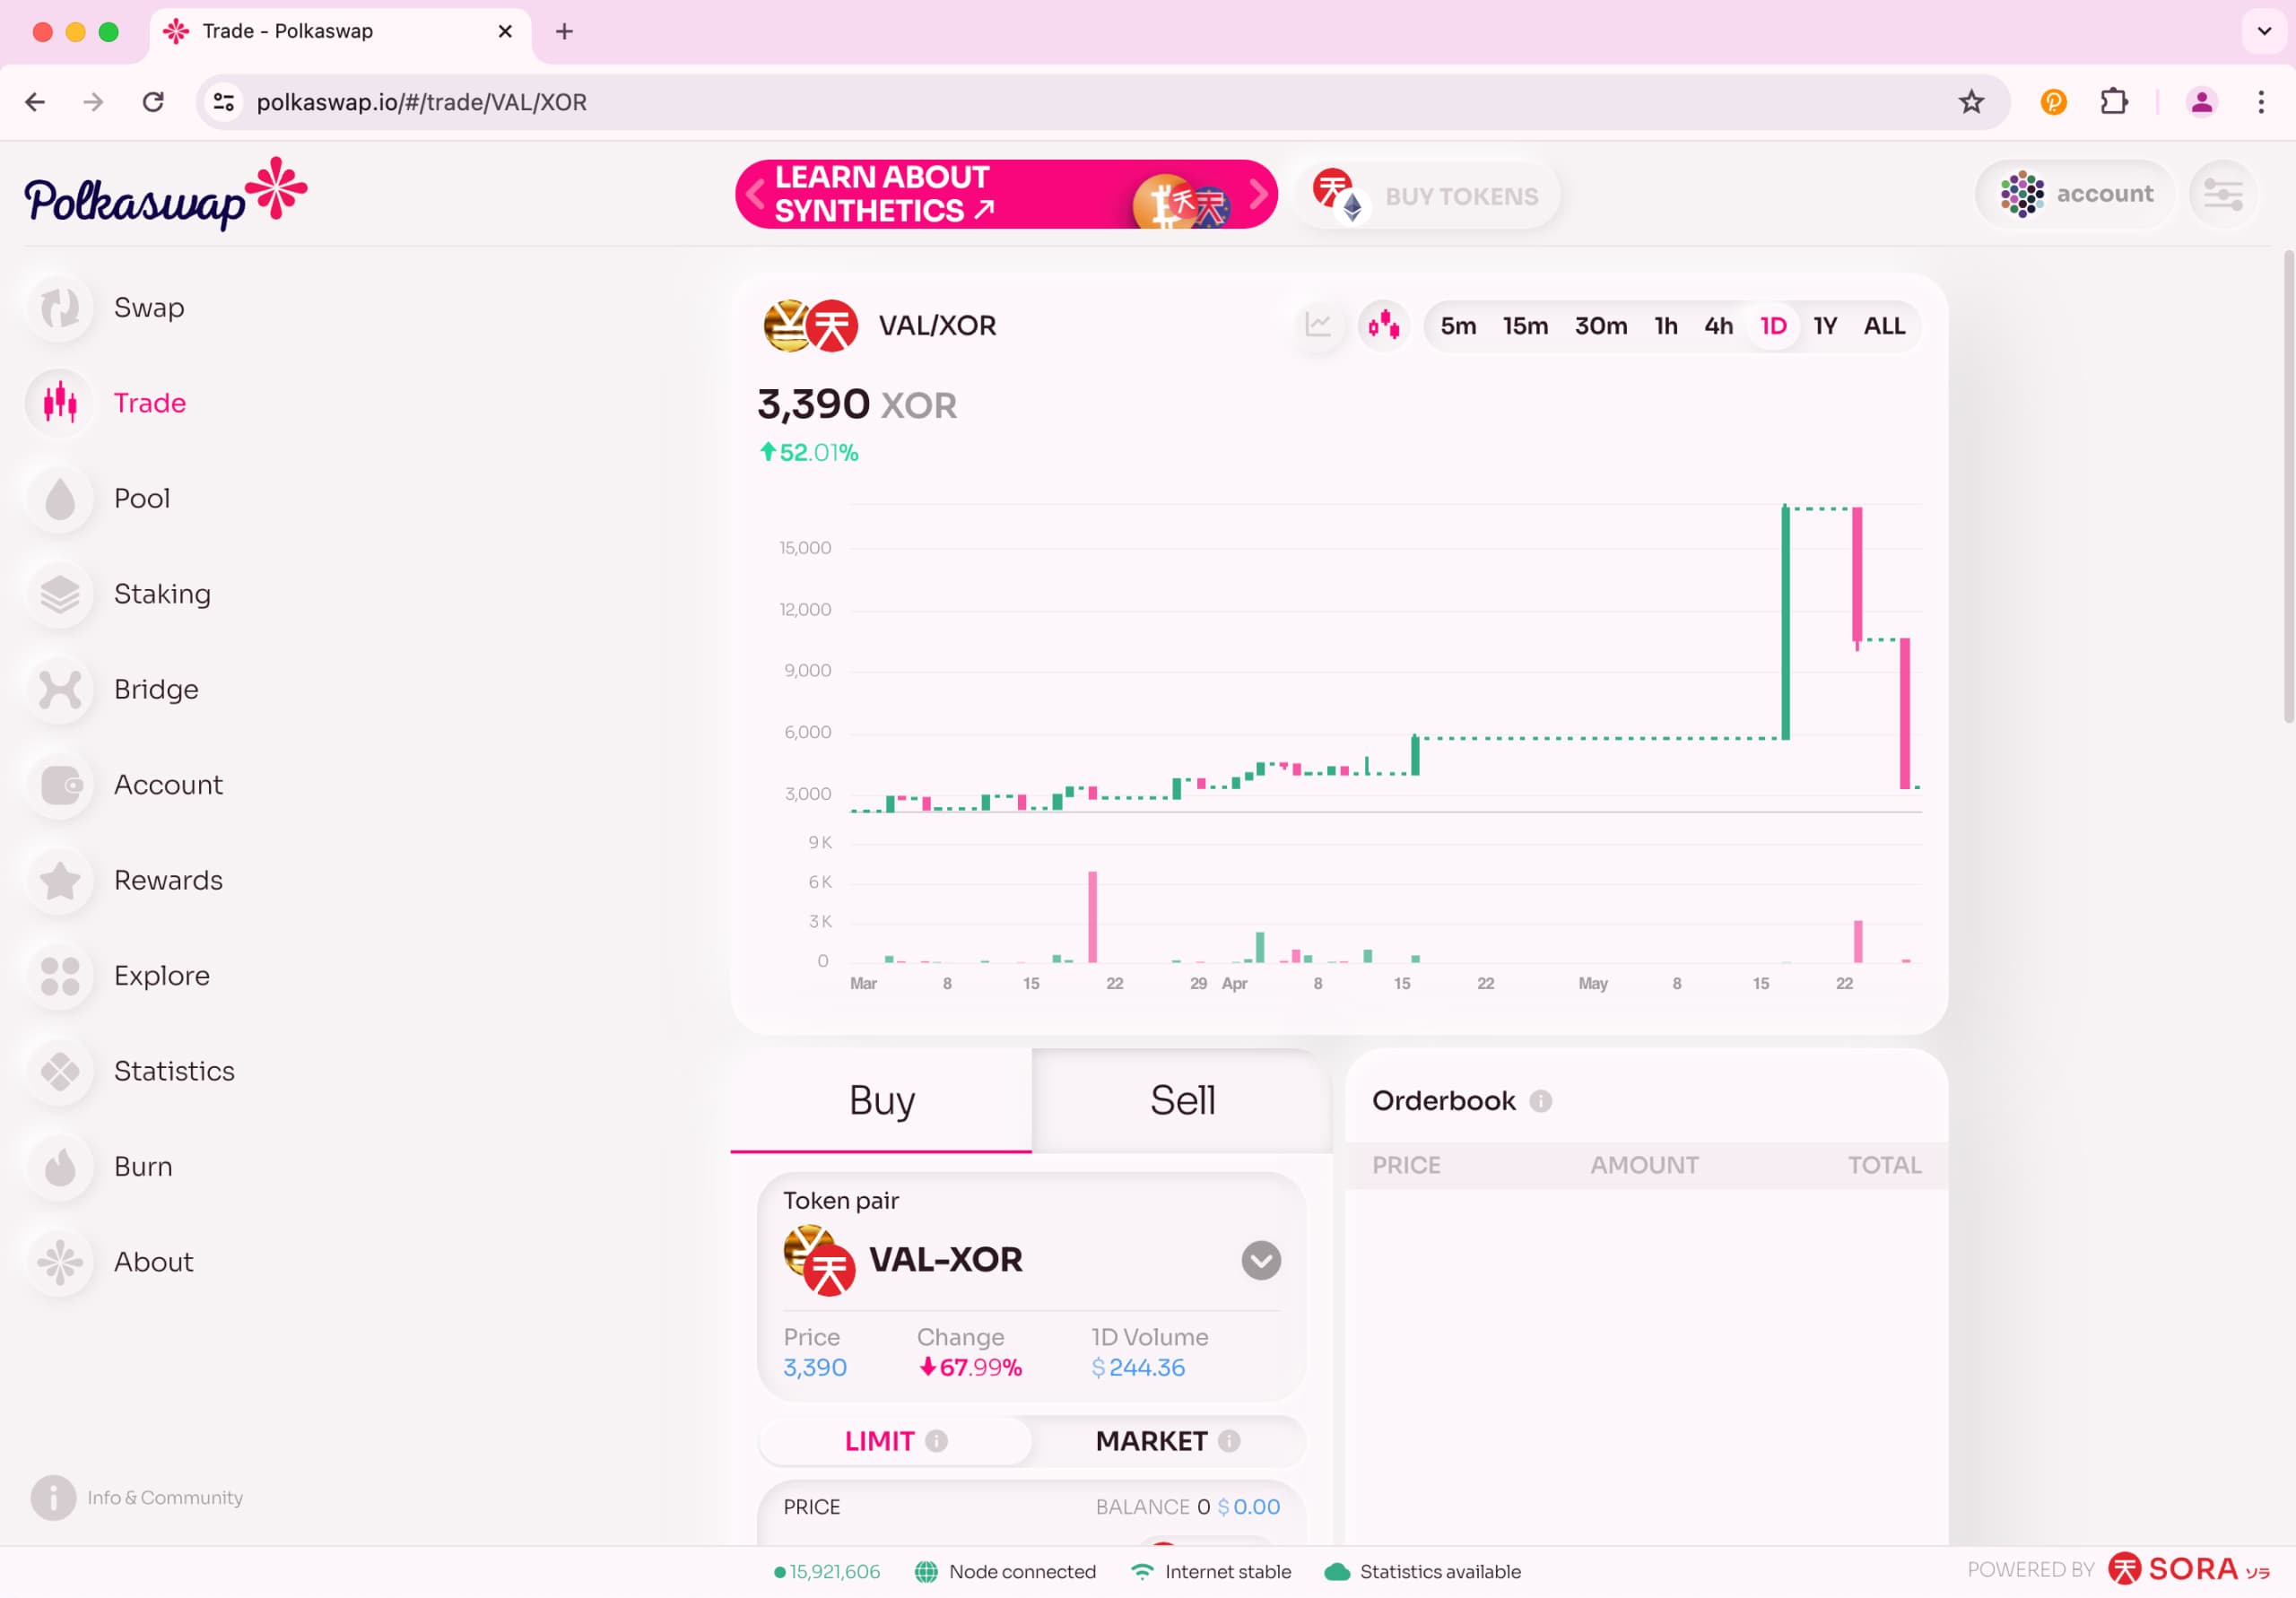 Trade - Polkaswap
polkaswap.io/#/trade/VAL/XOR
Polkaswap
LEARN ABOUT
SYNTHETICS ↗
BUY TOKENS
account
Swap
Trade
Pool
Staking
Bridge
Account
Rewards
Explore
Statistics
Burn
About
Info & Community
VAL/XOR
5m 15m 30m 1h 4h 1D 1Y ALL
3,390 XOR
52.01%
15,000
12,000
9,000
6,000
3,000
9 K
6 K
3 K
0
Mar 8 15 22 29 Apr 8 15 22 May 8 15 22
Buy Sell
Token pair
VAL-XOR
Price Change 1D Volume
3,390 67.99% $ 244.36
LIMIT MARKET
PRICE BALANCE 0 $ 0.00
Orderbook
PRICE AMOUNT TOTAL
15,921,606 Node connected Internet stable Statistics available
POWERED BY SORA ソラ